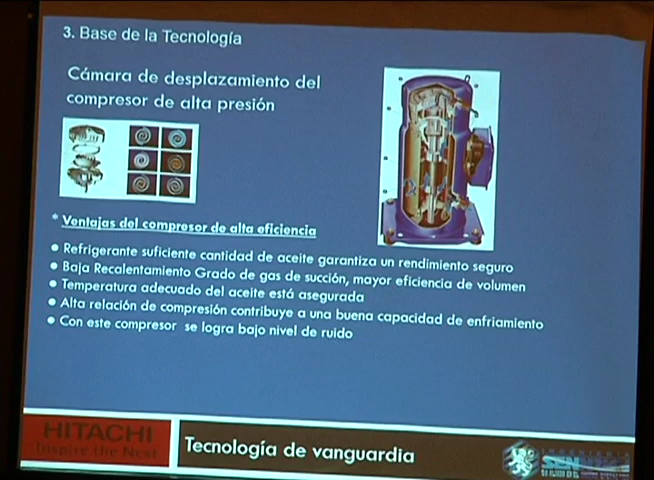 3. Base de la Tecnología
Cámara de desplazamiento del
compresor de alta presión
* Ventajas del compresor de alta eficiencia
● Refrigerante suficiente cantidad de aceite garantiza un rendimiento seguro
● Baja Recalentamiento Grado de gas de succión, mayor eficiencia de volumen
● Temperatura adecuado del aceite está asegurada
● Alta relación de compresión contribuye a una buena capacidad de enfriamiento
● Con este compresor se logra bajo nivel de ruido
HITACHI
Inspire the Next
Tecnología de vanguardia